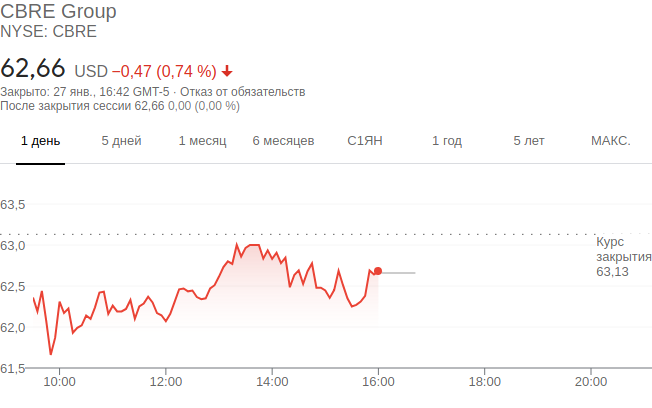 CBRE Group
NYSE: CBRE
62,66 USD −0,47 (0,74 %)
Закрыто: 27 янв., 16:42 GMT-5 · Отказ от обязательств
После закрытия сессии 62,66 0,00 (0,00 %)
1 день 5 дней 1 месяц 6 месяцев С1ЯН 1 год 5 лет МАКС.
63,5
63,0
62,5
62,0
61,5
Курс
закрытия
63,13
10:00 12:00 14:00 16:00 18:00 20:00